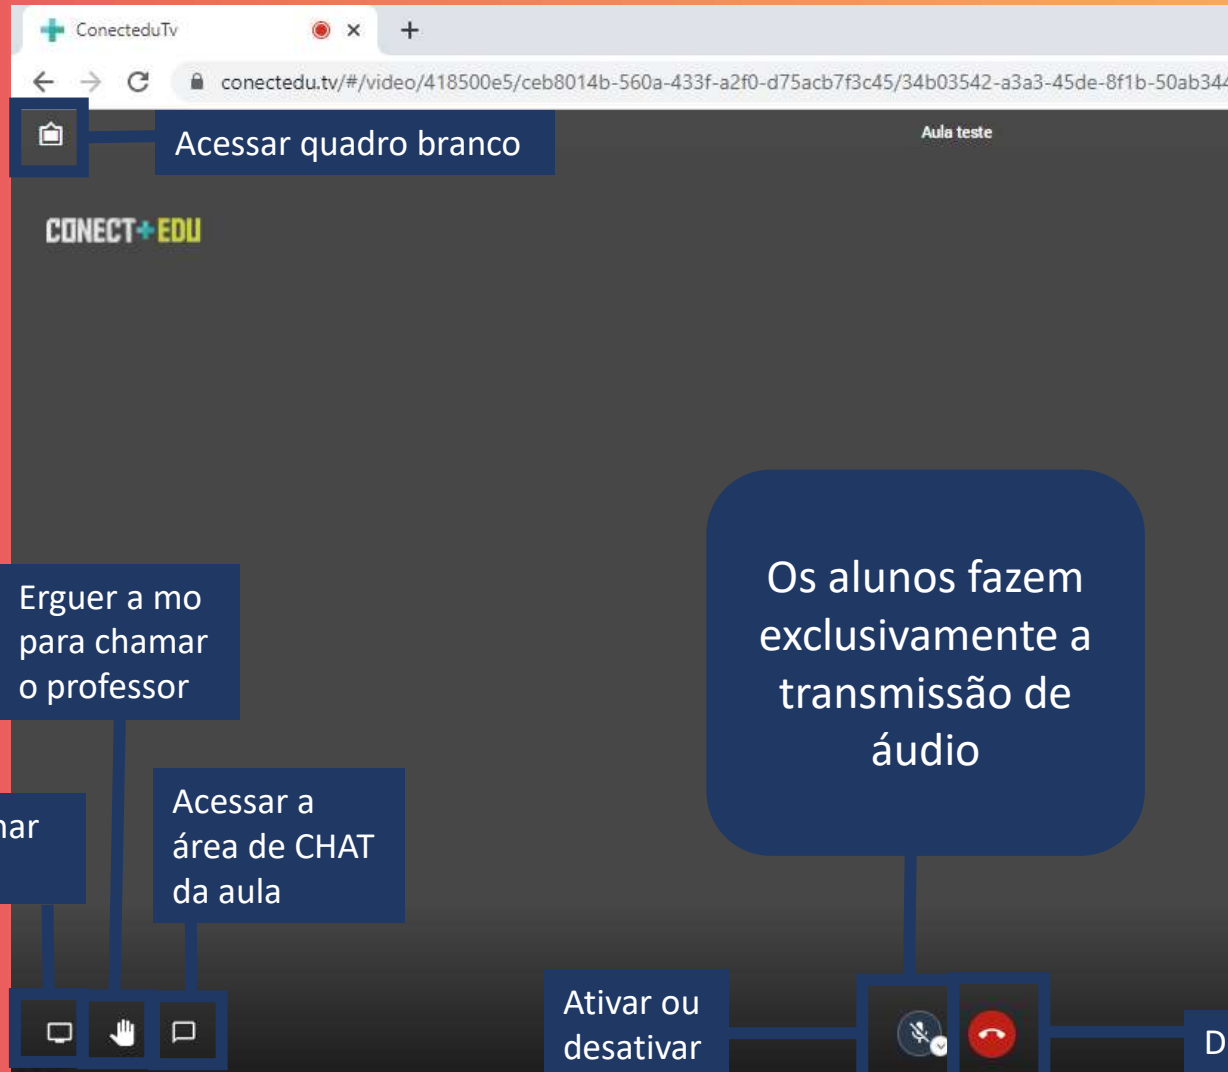 ConecteduTv
conectedu.tv/#/video/418500e5/ceb8014b-560a-433f-a2f0-d75acb7f3c45/34b03542-a3a3-45de-8f1b-50ab344
Acessar quadro branco
Aula teste
CONECT+EDU
Os alunos fazem
exclusivamente a
transmissão de
áudio
Erguer a mo
para chamar
o professor
Acessar a
área de CHAT
da aula
Ativar ou
desativar